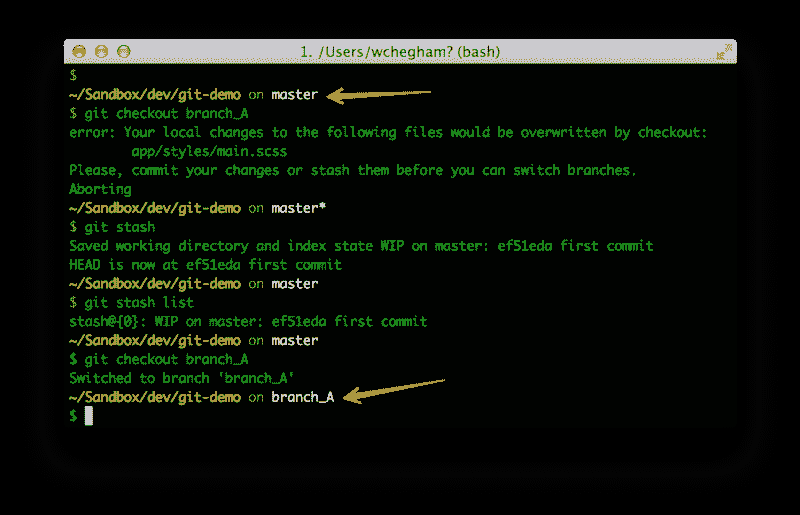 1. /Users/wchegham? (bash)
$
~/Sandbox/dev/git-demo on master
$ git checkout branch_A
error: Your local changes to the following files would be overwritten by checkout:
app/styles/main.scss
Please, commit your changes or stash them before you can switch branches.
Aborting
~/Sandbox/dev/git-demo on master*
$ git stash
Saved working directory and index state WIP on master: ef51eda first commit
HEAD is now at ef51eda first commit
~/Sandbox/dev/git-demo on master
$ git stash list
stash@{0}: WIP on master: ef51eda first commit
~/Sandbox/dev/git-demo on master
$ git checkout branch_A
Switched to branch 'branch_A'
~/Sandbox/dev/git-demo on branch_A
$